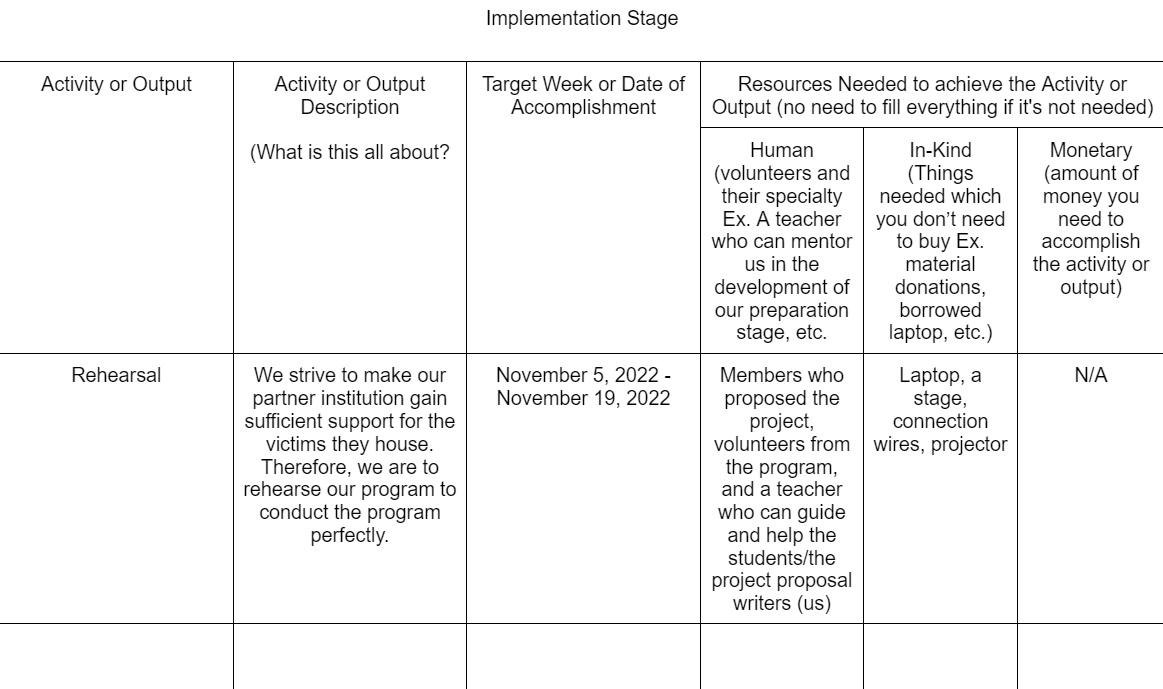 Implementation Stage
Activity or Output
Activity or Output
Description
(What is this all about?
Target Week or Date of
Accomplishment
Resources Needed to achieve the Activity or
Output (no need to fill everything if it's not needed)
Human
(volunteers and
their specialty
Ex. A teacher
who can mentor
us in the
development of
our preparation
stage, etc.
In-Kind
(Things
needed which
you don’t need
to buy Ex.
material
donations,
borrowed
laptop, etc.)
Monetary
(amount of
money you
need to
accomplish
the activity or
output)
Rehearsal
We strive to make our
partner institution gain
sufficient support for the
victims they house.
Therefore, we are to
rehearse our program to
conduct the program
perfectly.
November 5, 2022 -
November 19, 2022
Members who
proposed the
project,
volunteers from
the program,
and a teacher
who can guide
and help the
students/the
project proposal
writers (us)
Laptop, a
stage,
connection
wires, projector
N/A